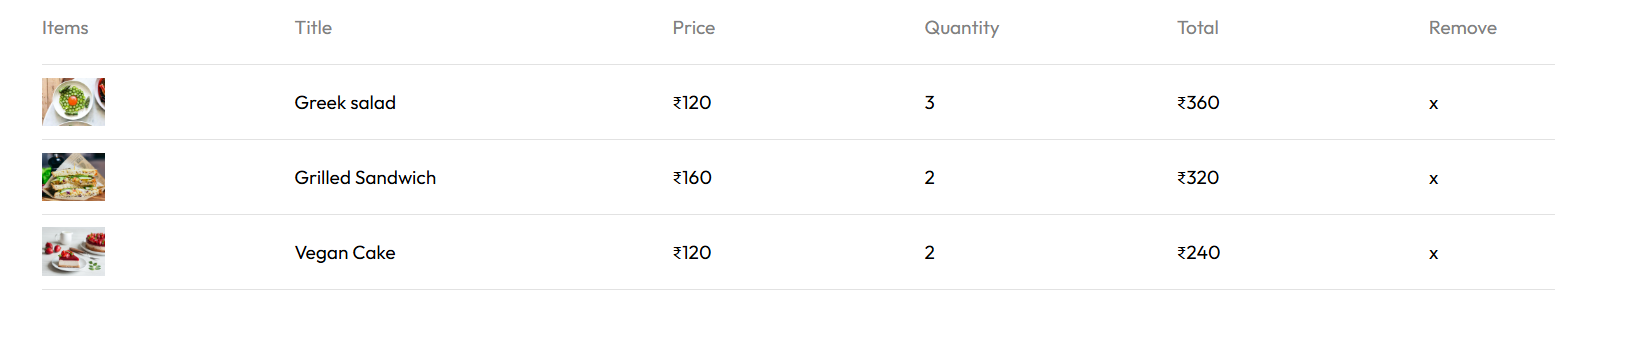 Items Title Price Quantity Total Remove
Greek salad ₹120 3 ₹360 x
Grilled Sandwich ₹160 2 ₹320 x
Vegan Cake ₹120 2 ₹240 x